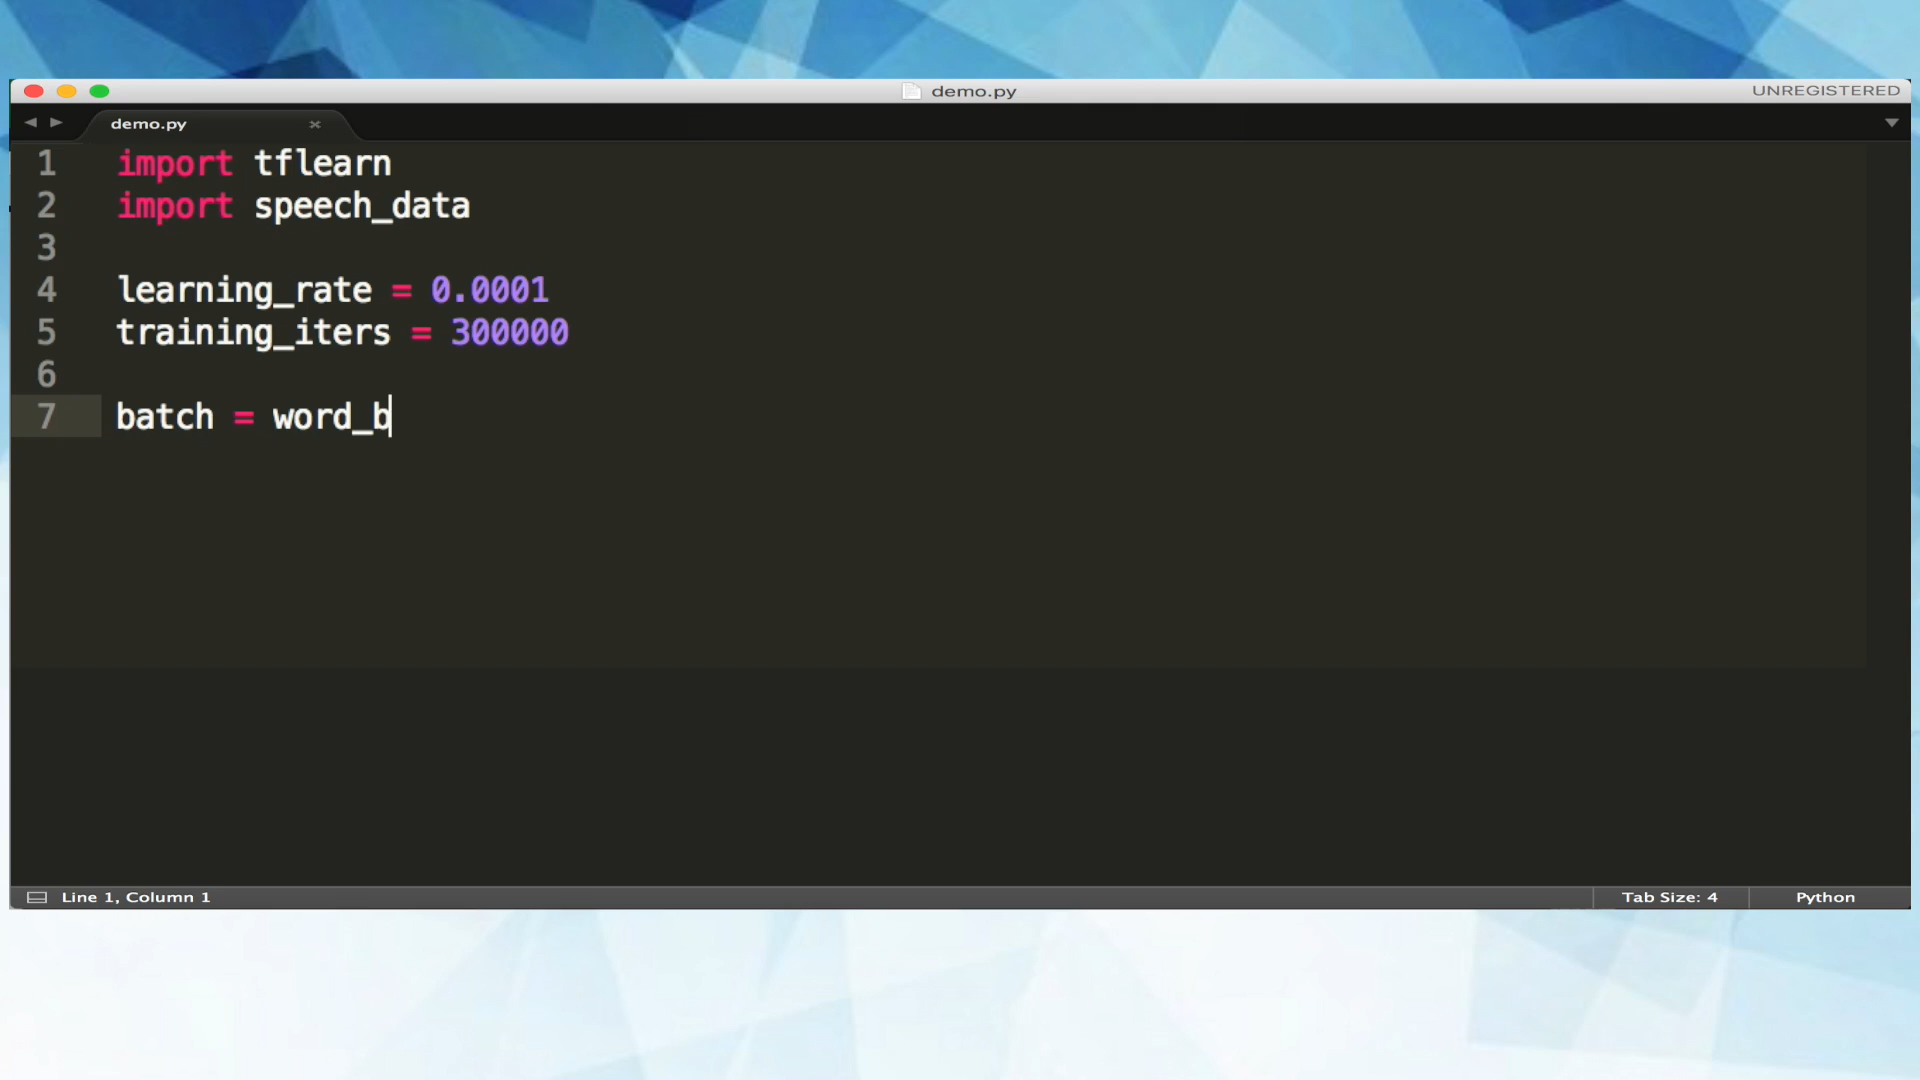 demo.py
UNREGISTERED
demo.py
1 import tflearn
2 import speech_data
3
4 learning_rate = 0.0001
5 training_iters = 300000
6
7 batch = word_b
Line 1, Column 1
Tab Size: 4
Python